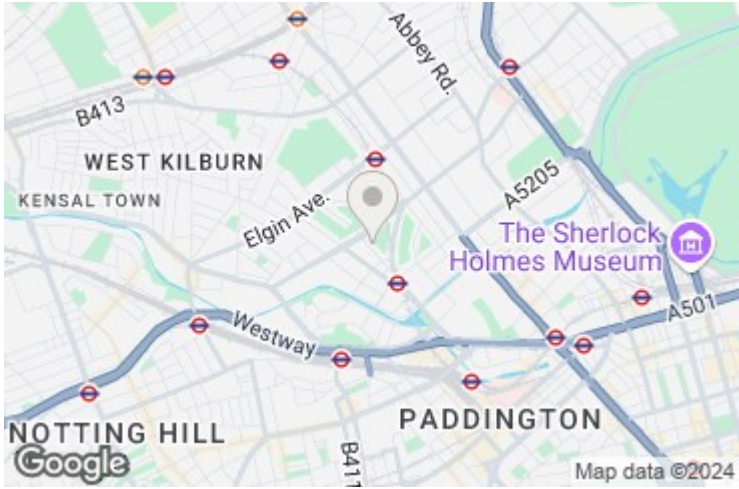 Abbey Rd.
B413
WEST KILBURN
KENSAL TOWN
Elgin Ave.
A5205
The Sherlock
Holmes Museum
A501
Westway
PADDINGTON
NOTTING HILL
B411
Google
Map data ©2024